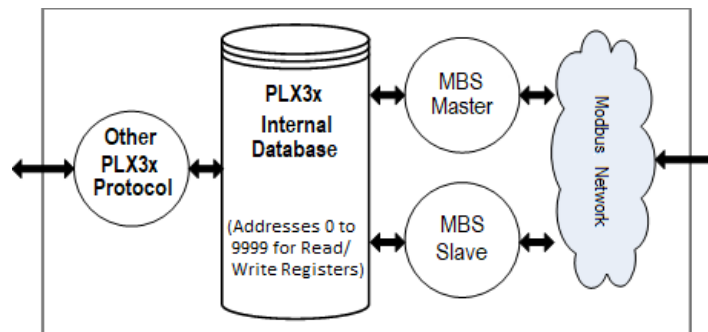 Other
PLX3x
Protocol
PLX3x
Internal
Database
(Addresses 0 to
9999 for Read/
Write Registers)
MBS
Master
MBS
Slave
Modbus Network